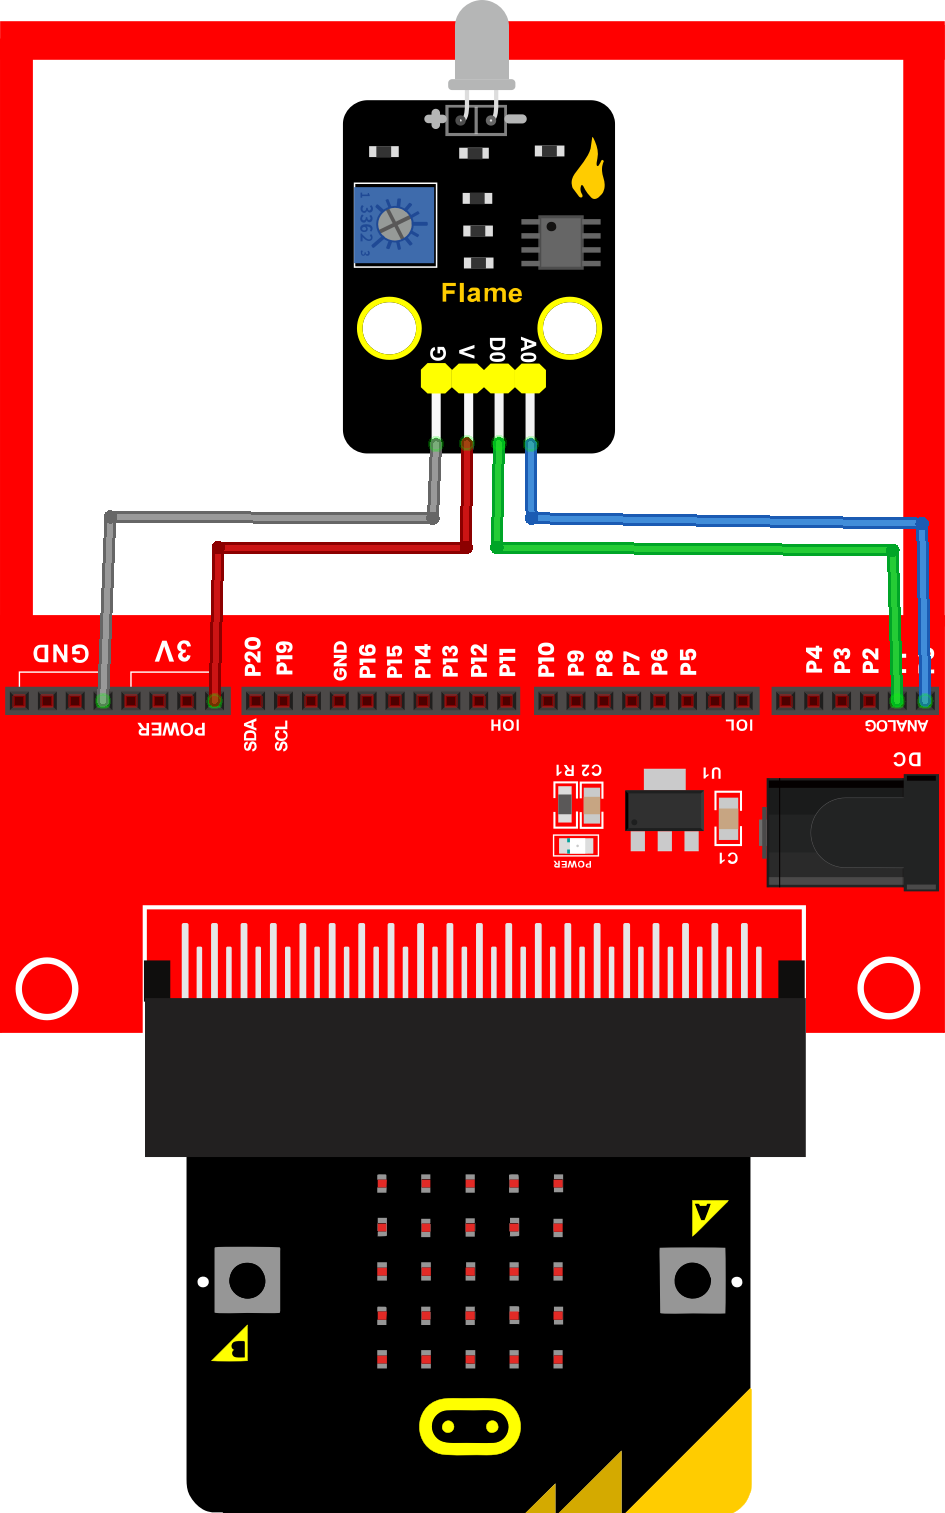 1 3362 3
Flame
G V D0 A0
GND 3V P20 P19 GND P16 P15 P14 P13 P12 P11 P10 P9 P8 P7 P6 P5 P4 P3 P2
POWER SDA SCL IOH IOL ANALOG
DC
R1 C2 U1
C1
POWER
A
B